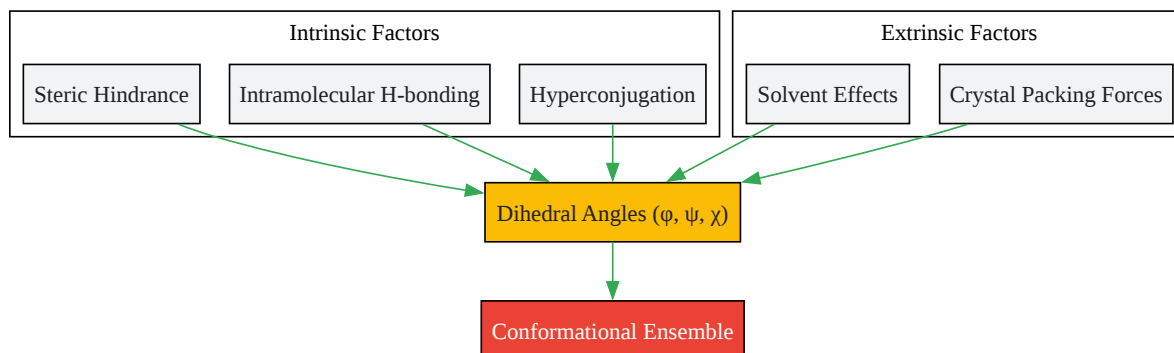 Intrinsic Factors
Extrinsic Factors
Steric Hindrance
Intramolecular H-bonding
Hyperconjugation
Solvent Effects
Crystal Packing Forces
Dihedral Angles (φ, ψ, χ)
Conformational Ensemble